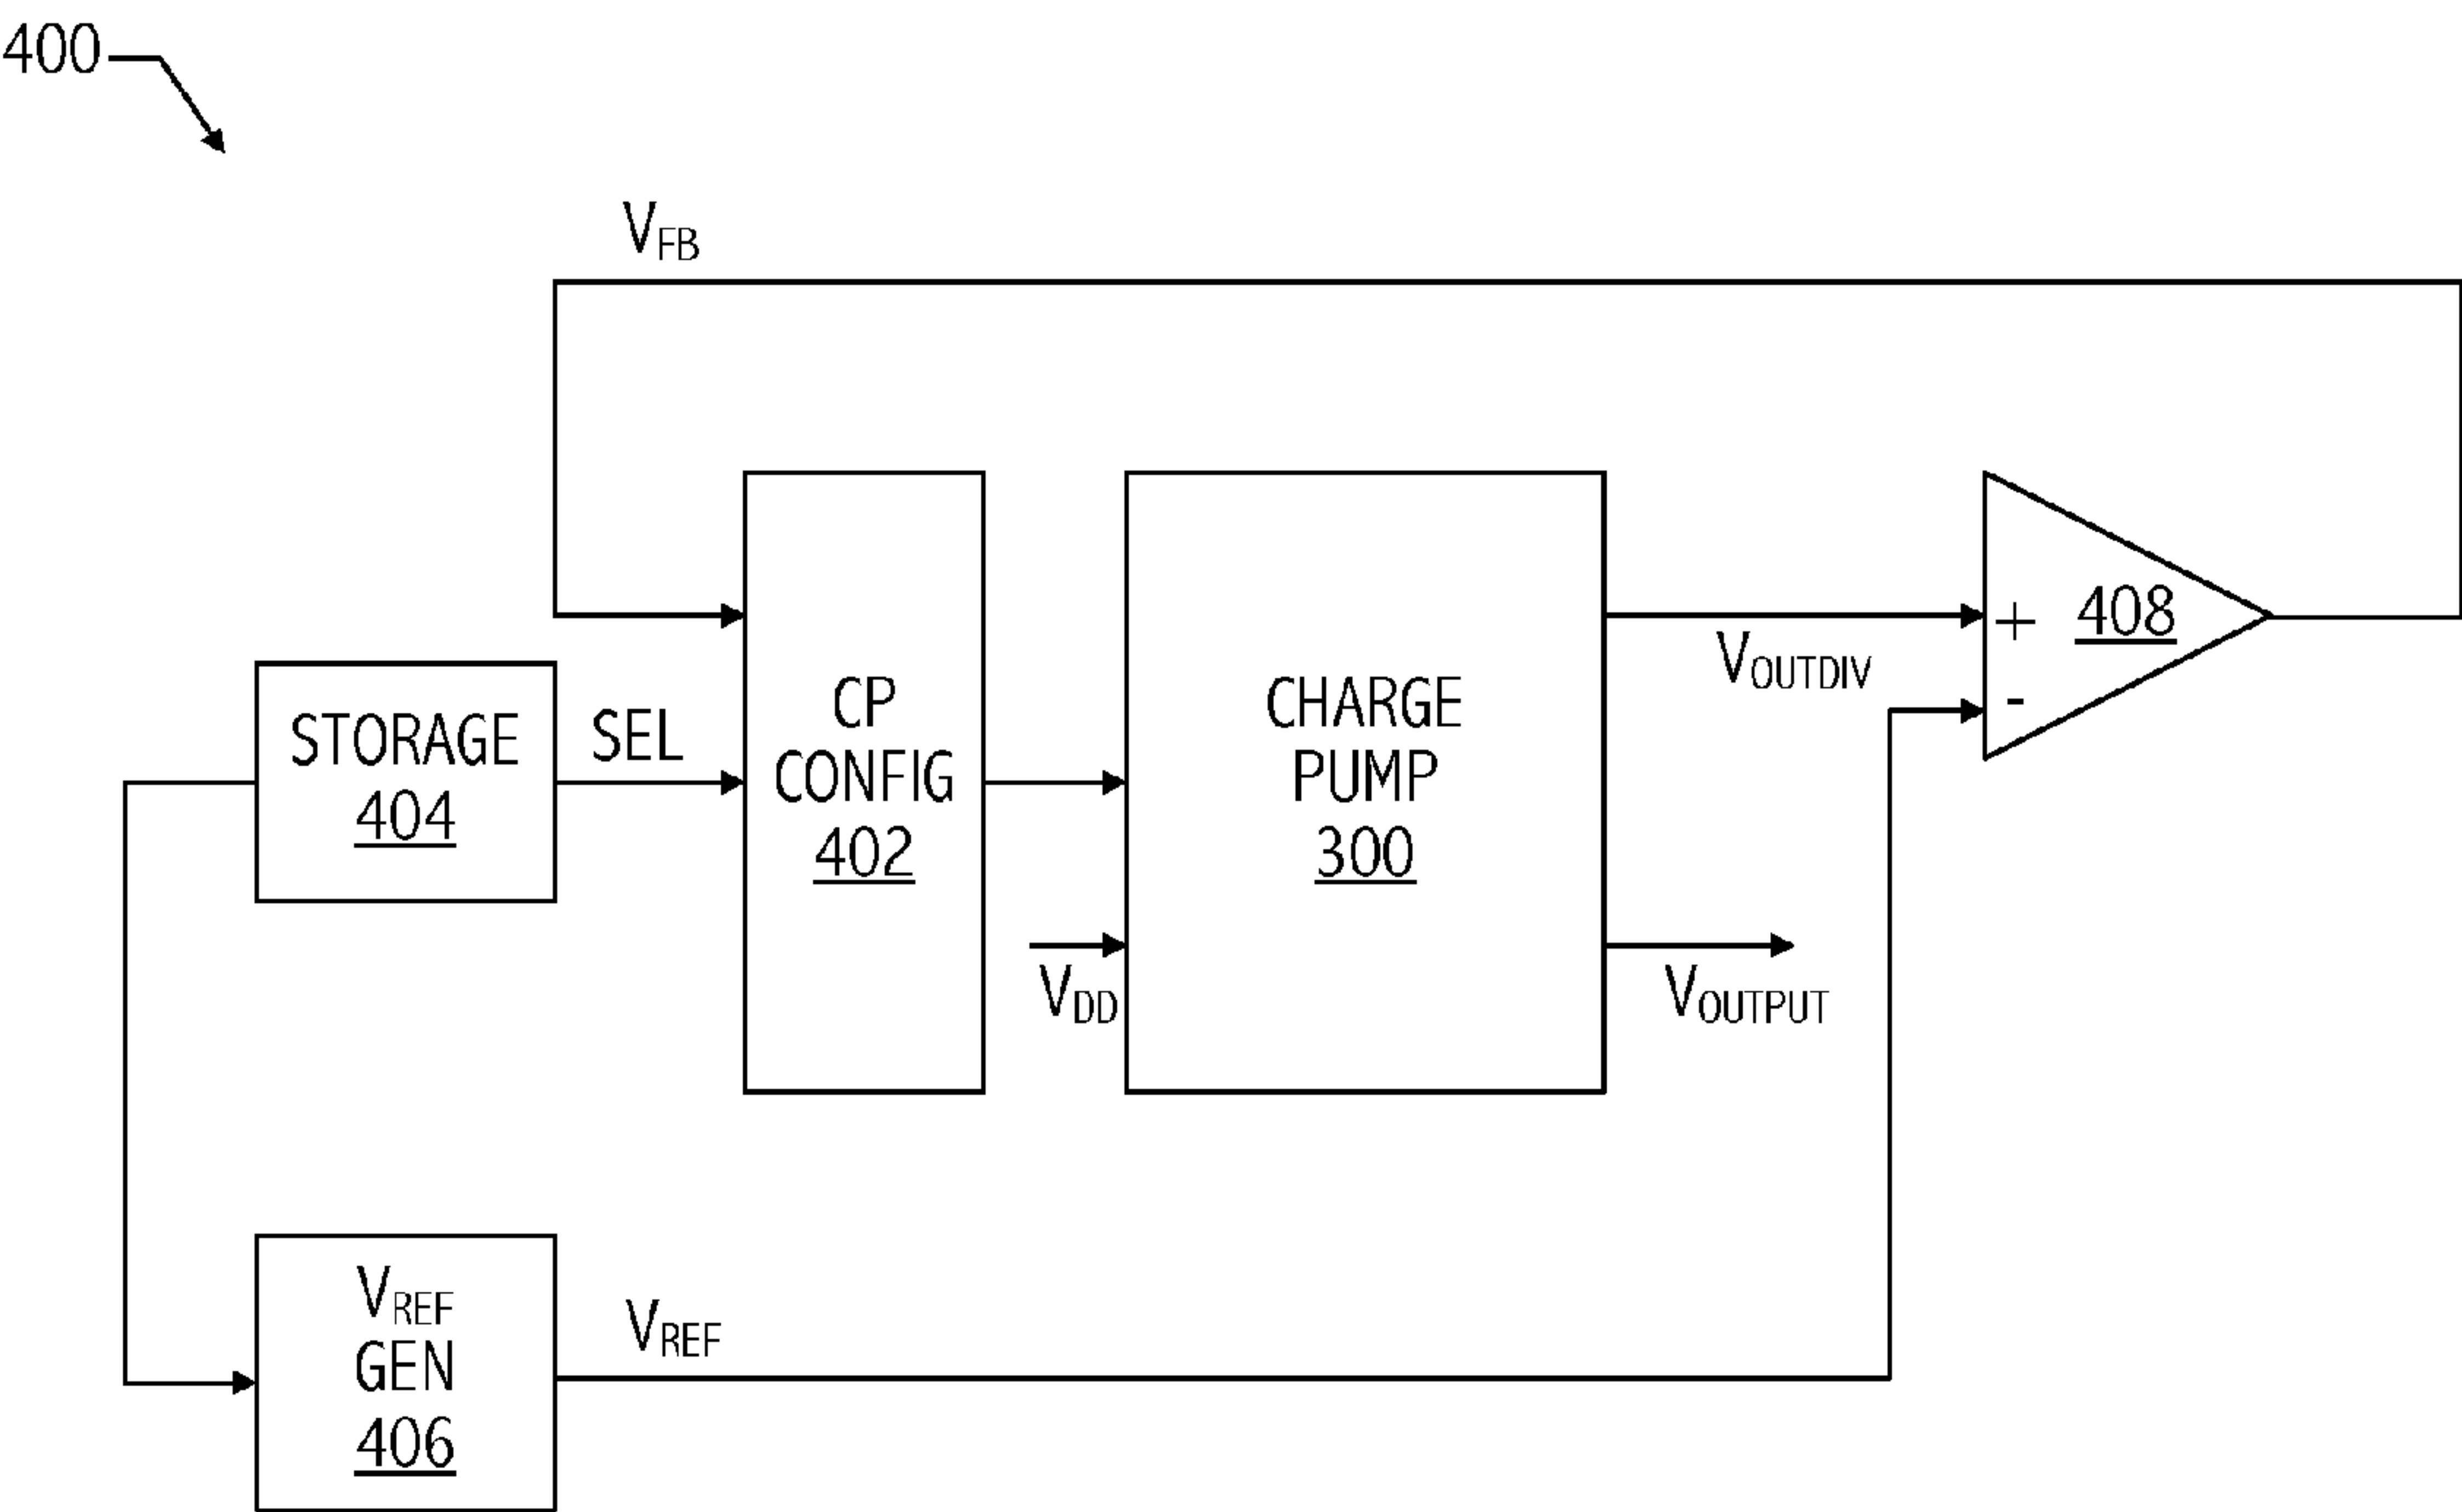 400
VFB
STORAGE
404
SEL
CP
CONFIG
402
CHARGE
PUMP
300
VDD
VOUTDIV
VOUTPUT
+
-
408
VREF
GEN
406
VREF